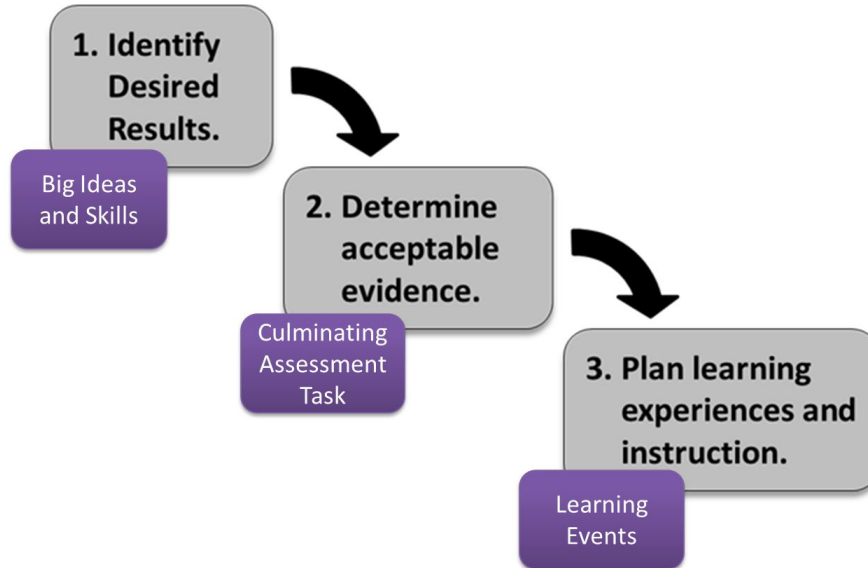 1. Identify
Desired
Results.
Big Ideas
and Skills
2. Determine
acceptable
evidence.
Culminating
Assessment
Task
3. Plan learning
experiences and
instruction.
Learning
Events